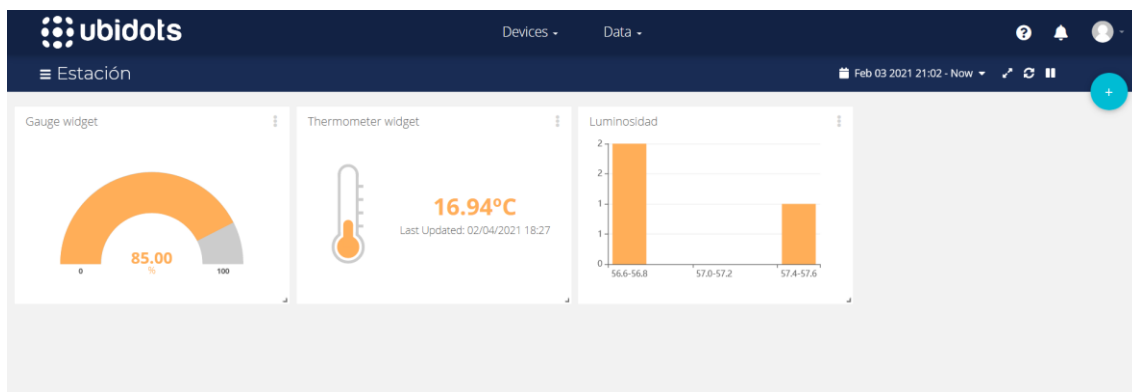 ubidots
Devices
Data
Estación
Feb 03 2021 21:02 - Now
+
Gauge widget
85.00
%
0
100
Thermometer widget
16.94ºC
Last Updated: 02/04/2021 18:27
Luminosidad
2
2
1
1
0
56.6-56.8
57.0-57.2
57.4-57.6